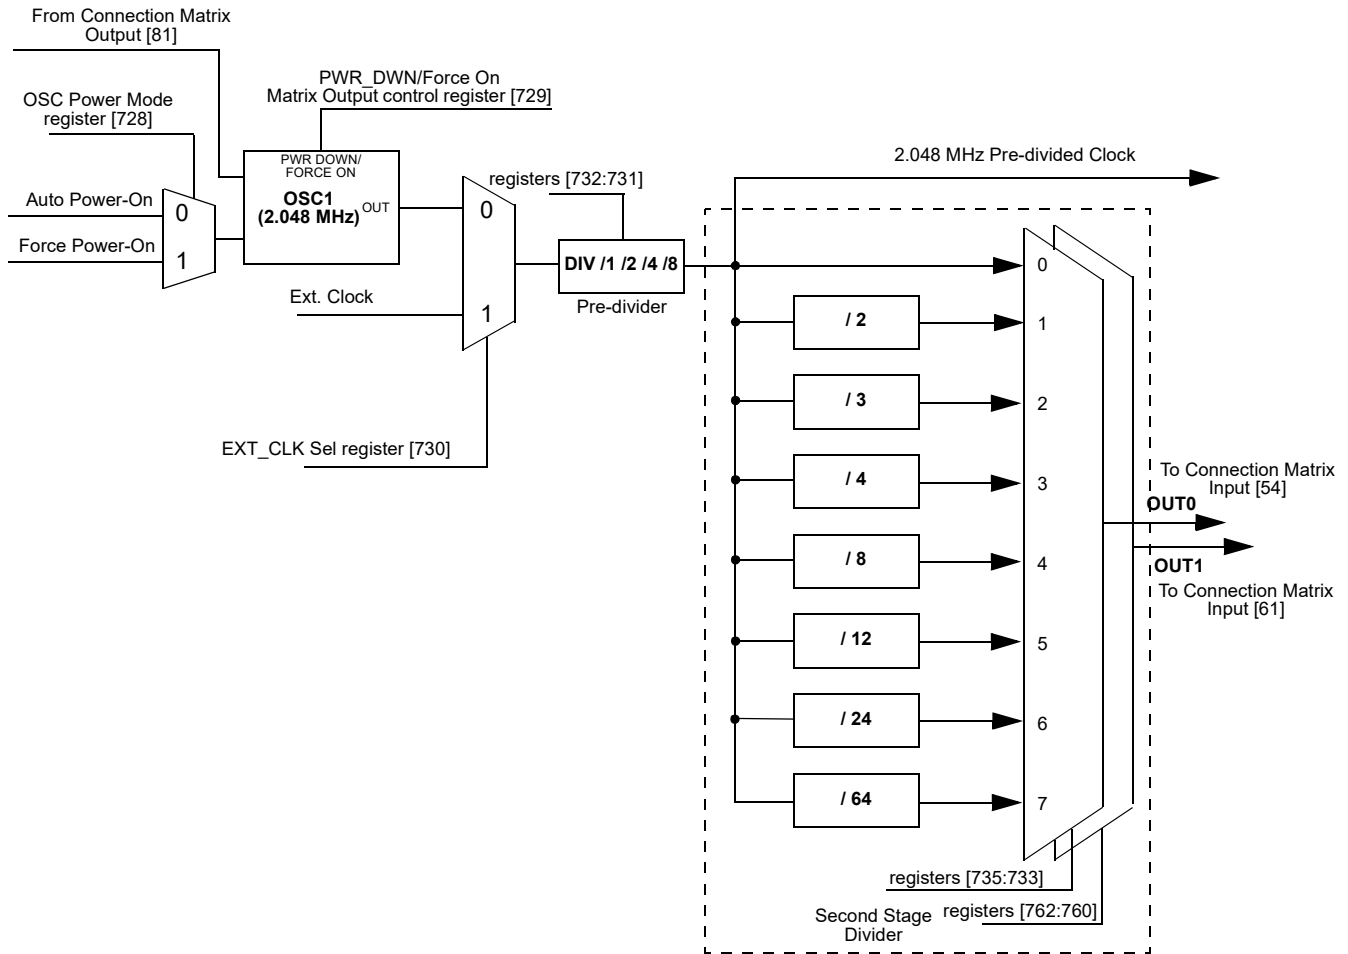 From Connection Matrix
Output [81]
PWR_DWN/Force On
Matrix Output control register [729]
OSC Power Mode
register [728]
PWR DOWN/
FORCE ON
OSC1
(2.048 MHz)
OUT
Auto Power-On
0
Force Power-On
1
0
Ext. Clock
1
EXT_CLK Sel register [730]
registers [732:731]
DIV /1 /2 /4 /8
Pre-divider
2.048 MHz Pre-divided Clock
0
/ 2
1
/ 3
2
/ 4
3
/ 8
4
/ 12
5
/ 24
6
/ 64
7
To Connection Matrix
Input [54]
OUT0
OUT1
To Connection Matrix
Input [61]
registers [735:733]
registers [762:760]
Second Stage
Divider